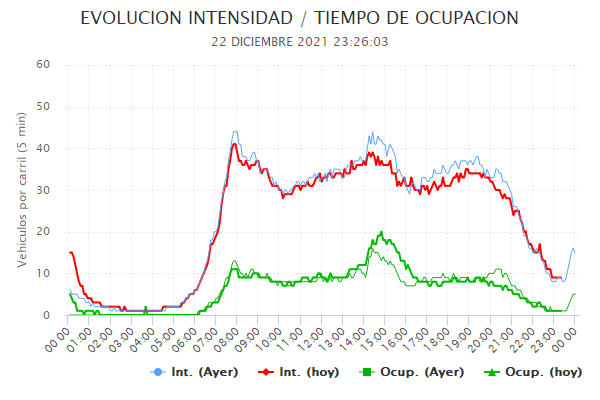 EVOLUCION INTENSIDAD / TIEMPO DE OCUPACION
22 DICIEMBRE 2021 23:26:03
Vehiculos por carril (5 min)
60
50
40
30
20
10
0
00:00 01:00 02:00 03:00 04:00 05:00 06:00 07:00 08:00 09:00 10:00 11:00 12:00 13:00 14:00 15:00 16:00 17:00 18:00 19:00 20:00 21:00 22:00 23:00 00:00
Int. (Ayer) Int. (hoy) Ocup. (Ayer) Ocup. (hoy)